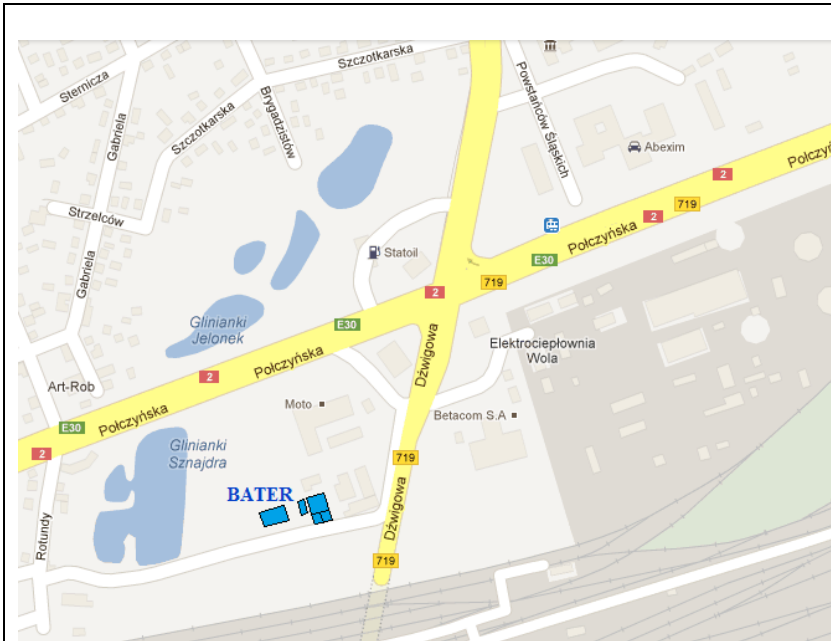 Szczotkarska
Sternicza
Powstańców Śląskich
Brygadzistów
Gabriela
Szczotkarska
Abexim
Połczyń
2
719
Strzelców
2
Połczyńska
Statoil
Gabriela
E30
719
2
Glinianki
Jelonek
E30
Elektrociepłownia
Wola
Dźwigowa
Połczyńska
2
Art-Rob
Moto
Betacom S.A
Połczyńska
E30
2
Glinianki
Sznajdra
719
BATER
Dźwigowa
Rotundy
719